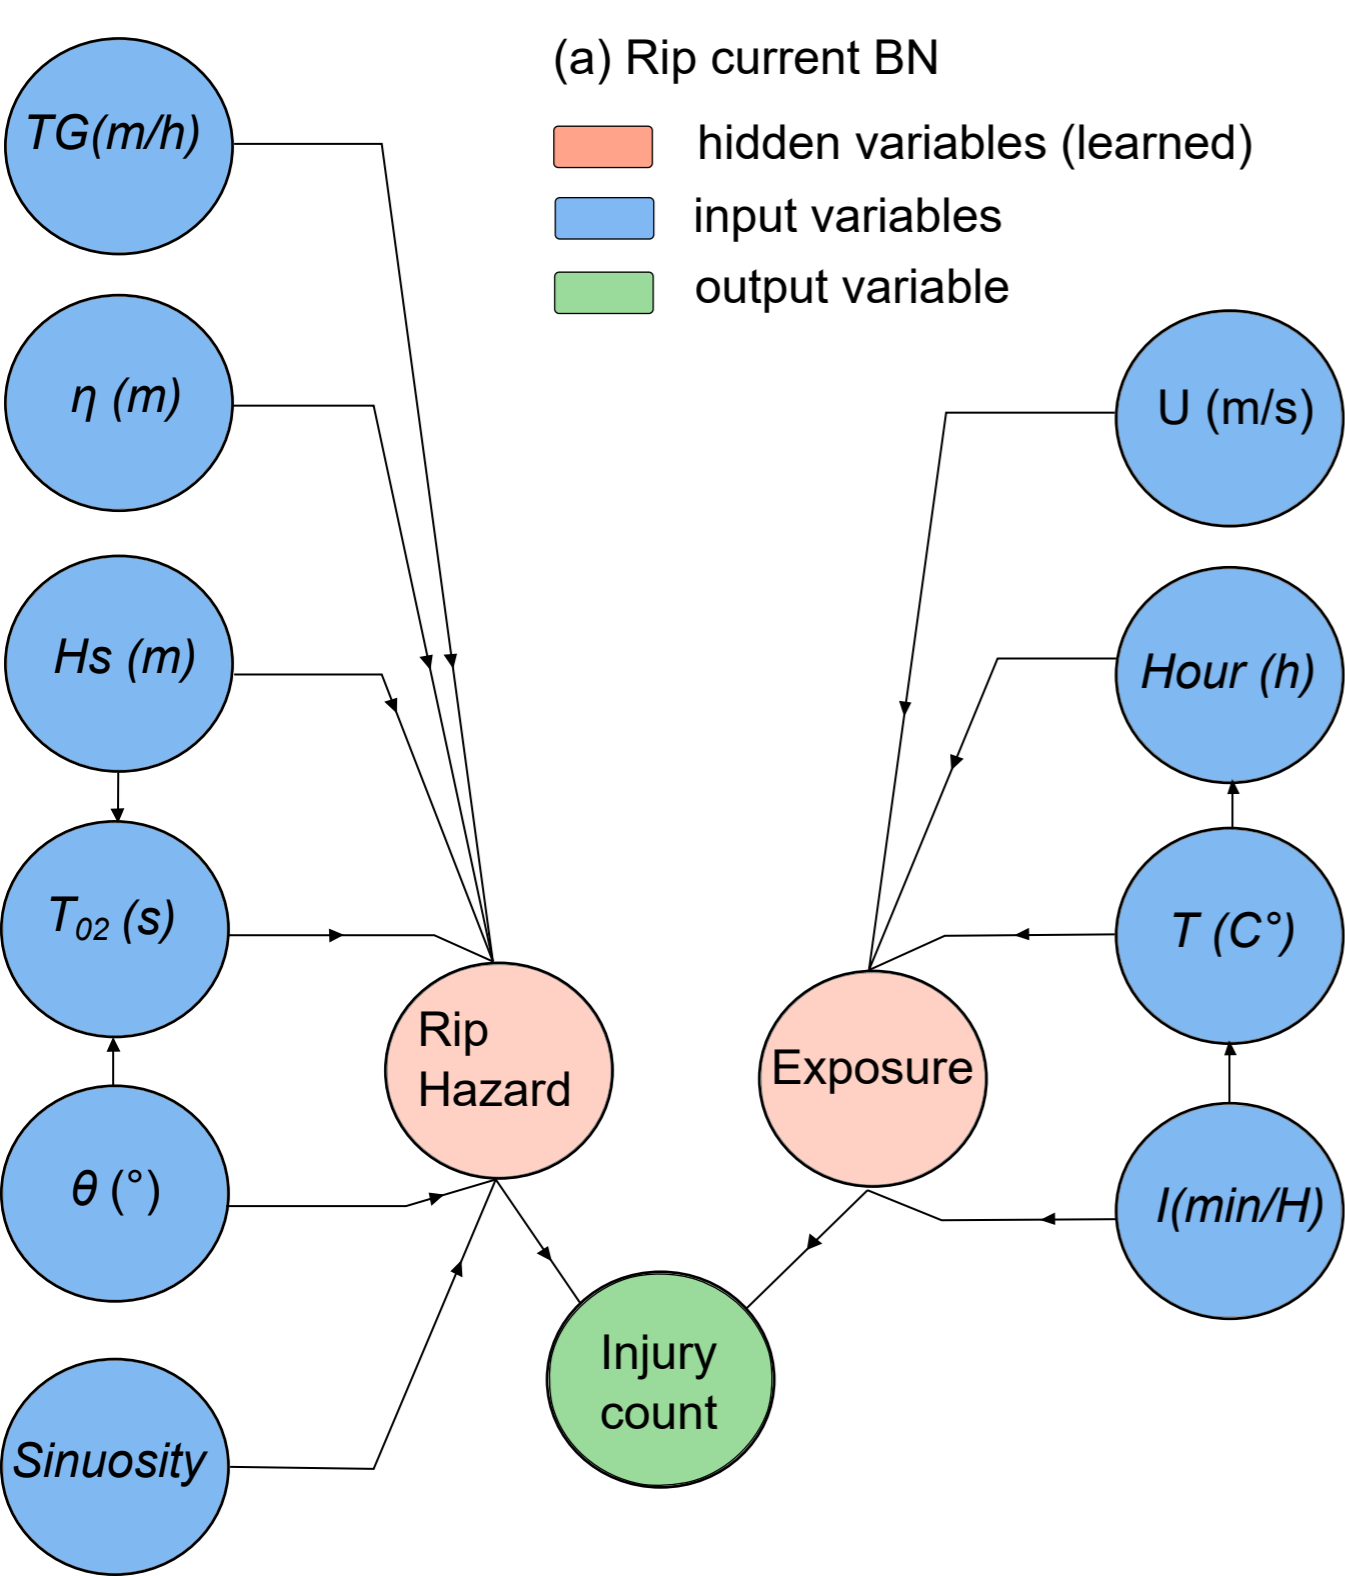 (a) Rip current BN
hidden variables (learned)
input variables
output variable
TG(m/h)
η (m)
Hs (m)
T02 (s)
θ (°)
Sinuosity
Rip
Hazard
Exposure
Injury
count
U (m/s)
Hour (h)
T (C°)
I(min/H)